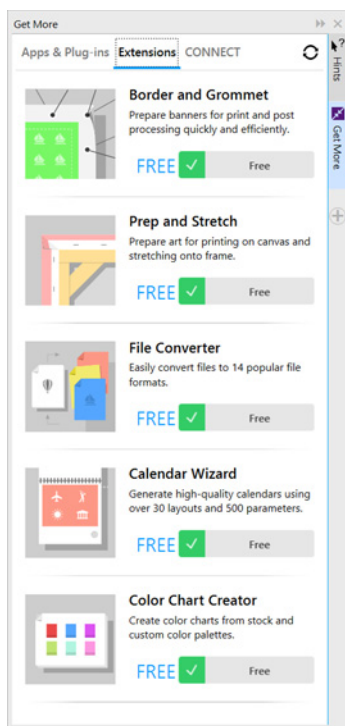 Get More
Apps & Plug-ins Extensions CONNECT
Hints
Get More
Border and Grommet
Prepare banners for print and post
processing quickly and efficiently.
FREE Free
Prep and Stretch
Prepare art for printing on canvas and
stretching onto frame.
FREE Free
File Converter
Easily convert files to 14 popular file
formats.
FREE Free
Calendar Wizard
Generate high-quality calendars using
over 30 layouts and 500 parameters.
FREE Free
Color Chart Creator
Create color charts from stock and
custom color palettes.
FREE Free